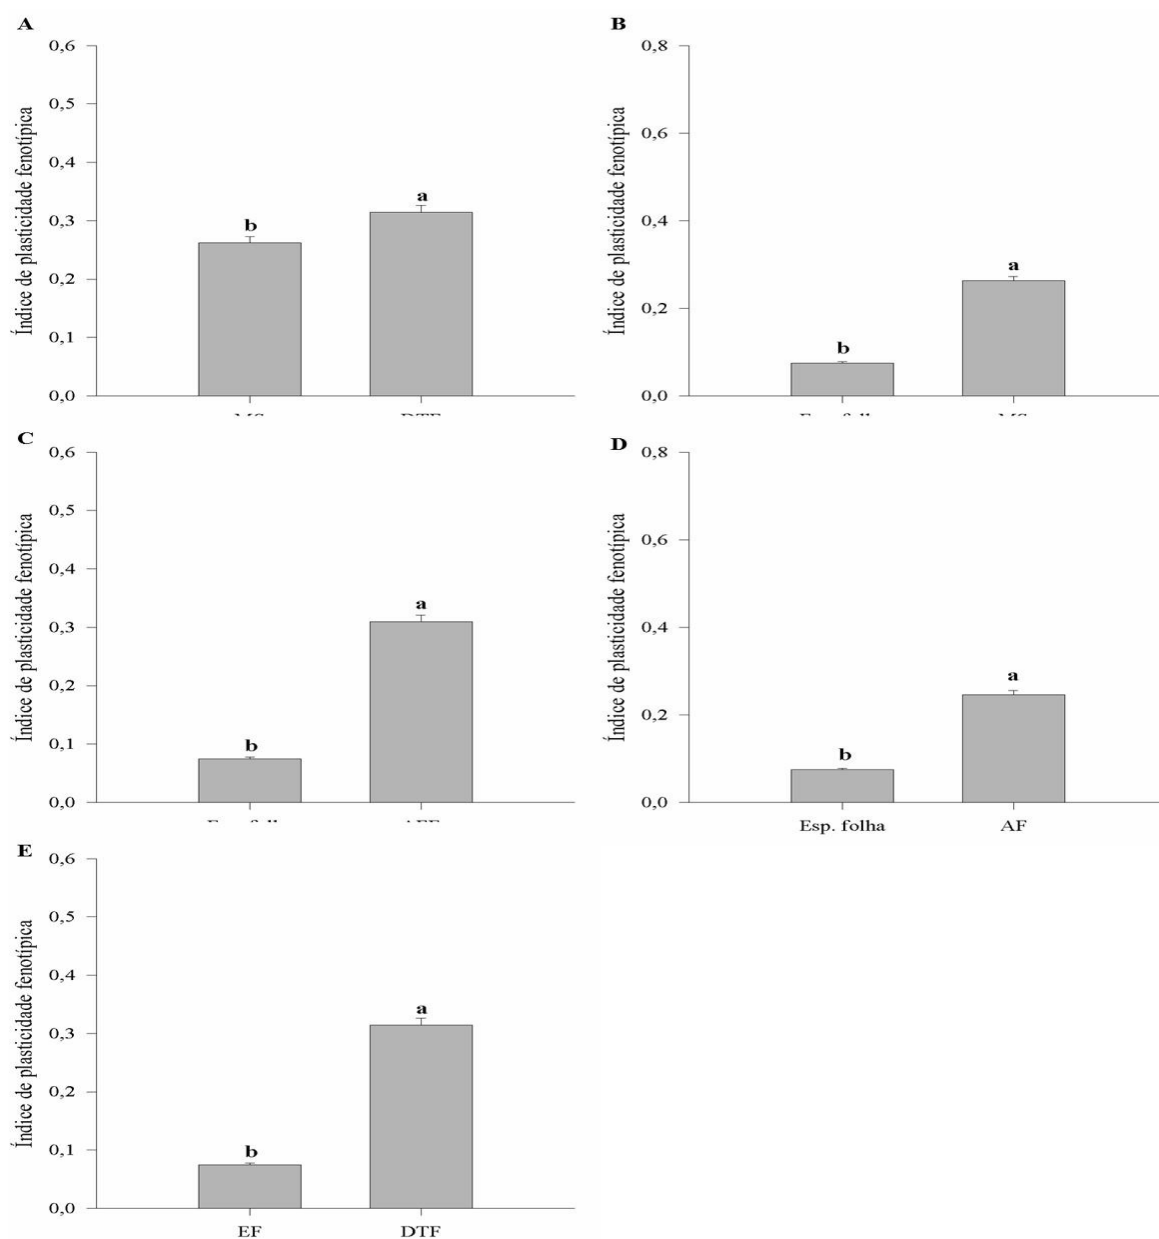 A
Índice de plasticidade fenotípica
0,6
0,5
0,4
0,3
0,2
0,1
0,0
b
a
DTF
B
Índice de plasticidade fenotípica
0,8
0,6
0,4
0,2
0,0
b
a
C
Índice de plasticidade fenotípica
0,6
0,5
0,4
0,3
0,2
0,1
0,0
b
a
D
Índice de plasticidade fenotípica
0,8
0,6
0,4
0,2
0,0
b
a
Esp. folha
AF
E
Índice de plasticidade fenotípica
0,6
0,5
0,4
0,3
0,2
0,1
0,0
b
a
EF
DTF